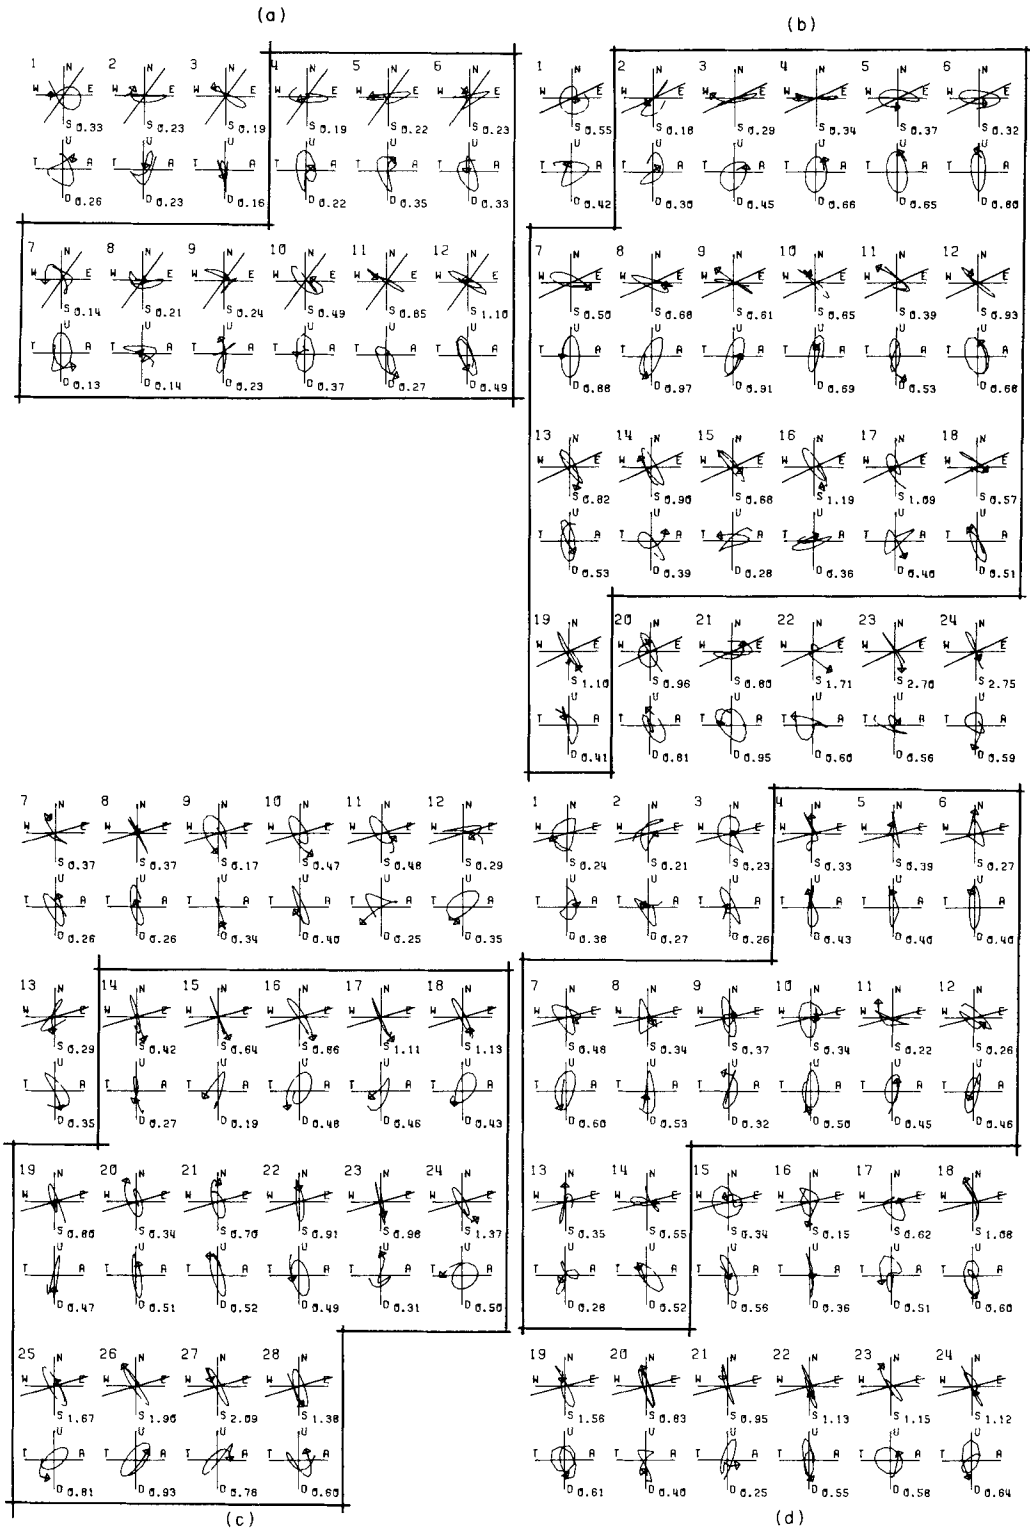 (a)
1 N 2 N 3 N 4 N 5 N 6 N
W E W E W E W E W E W E
S 0.33 S 0.23 S 0.19 S 0.19 S 0.22 S 0.23
U U U U U U
T A T A T A T A T A T A
D 0.26 D 0.23 D 0.16 D 0.22 D 0.35 D 0.33
7 N 8 N 9 N 10 N 11 N 12 N
W E W E W E W E W E W E
S 0.14 S 0.21 S 0.24 S 0.49 S 0.85 S 1.10
U U U U U U
T A T A T A T A T A T A
D 0.13 D 0.14 D 0.23 D 0.37 D 0.27 D 0.49
(b)
1 N 2 N 3 N 4 N 5 N 6 N
W E W E W E W E W E W E
S 0.55 S 0.18 S 0.29 S 0.34 S 0.37 S 0.32
U U U U U U
T A T A T A T A T A T A
D 0.42 D 0.30 D 0.45 D 0.66 D 0.65 D 0.80
7 N 8 N 9 N 10 N 11 N 12 N
W E W E W E W E W E W E
S 0.50 S 0.68 S 0.61 S 0.65 S 0.39 S 0.93
U U U U U U
T A T A T A T A T A T A
D 0.88 D 0.97 D 0.91 D 0.69 D 0.53 D 0.66
13 N 14 N 15 N 16 N 17 N 18 N
W E W E W E W E W E W E
S 0.82 S 0.90 S 0.68 S 1.19 S 1.09 S 0.57
U U U U U U
T A T A T A T A T A T A
D 0.53 D 0.39 D 0.28 D 0.36 D 0.40 D 0.51
19 N 20 N 21 N 22 N 23 N 24 N
W E W E W E W E W E W E
S 1.10 S 0.96 S 0.80 S 1.71 S 2.70 S 2.75
U U U U U U
T A T A T A T A T A T A
D 0.41 D 0.81 D 0.95 D 0.60 D 0.56 D 0.59
7 N 8 N 9 N 10 N 11 N 12 N
W E W E W E W E W E W E
S 0.37 S 0.37 S 0.17 S 0.47 S 0.48 S 0.29
U U U U U U
T A T A T A T A T A T A
D 0.26 D 0.26 D 0.34 D 0.40 D 0.25 D 0.35
13 N 14 N 15 N 16 N 17 N 18 N
W E W E W E W E W E W E
S 0.29 S 0.42 S 0.64 S 0.86 S 1.11 S 1.13
U U U U U U
T A T A T A T A T A T A
D 0.35 D 0.27 D 0.19 D 0.48 D 0.46 D 0.43
19 N 20 N 21 N 22 N 23 N 24 N
W E W E W E W E W E W E
S 0.80 S 0.34 S 0.70 S 0.91 S 0.98 S 1.37
U U U U U U
T A T A T A T A T A T A
D 0.47 D 0.51 D 0.52 D 0.49 D 0.31 D 0.50
25 N 26 N 27 N 28 N
W E W E W E W E
S 1.67 S 1.90 S 2.09 S 1.38
U U U U
T A T A T A T A
D 0.81 D 0.93 D 0.78 D 0.60
(c)
1 N 2 N 3 N 4 N 5 N 6 N
W E W E W E W E W E W E
S 0.24 S 0.21 S 0.23 S 0.33 S 0.39 S 0.27
U U U U U U
T A T A T A T A T A T A
D 0.38 D 0.27 D 0.26 D 0.43 D 0.40 D 0.40
7 N 8 N 9 N 10 N 11 N 12 N
W E W E W E W E W E W E
S 0.48 S 0.34 S 0.37 S 0.34 S 0.22 S 0.26
U U U U U U
T A T A T A T A T A T A
D 0.60 D 0.53 D 0.32 D 0.50 D 0.45 D 0.46
13 N 14 N 15 N 16 N 17 N 18 N
W E W E W E W E W E W E
S 0.35 S 0.55 S 0.34 S 0.15 S 0.62 S 1.08
U U U U U U
T A T A T A T A T A T A
D 0.28 D 0.52 D 0.56 D 0.36 D 0.51 D 0.60
19 N 20 N 21 N 22 N 23 N 24 N
W E W E W E W E W E W E
S 1.56 S 0.83 S 0.95 S 1.13 S 1.15 S 1.12
U U U U U U
T A T A T A T A T A T A
D 0.61 D 0.40 D 0.25 D 0.55 D 0.58 D 0.64
(d)